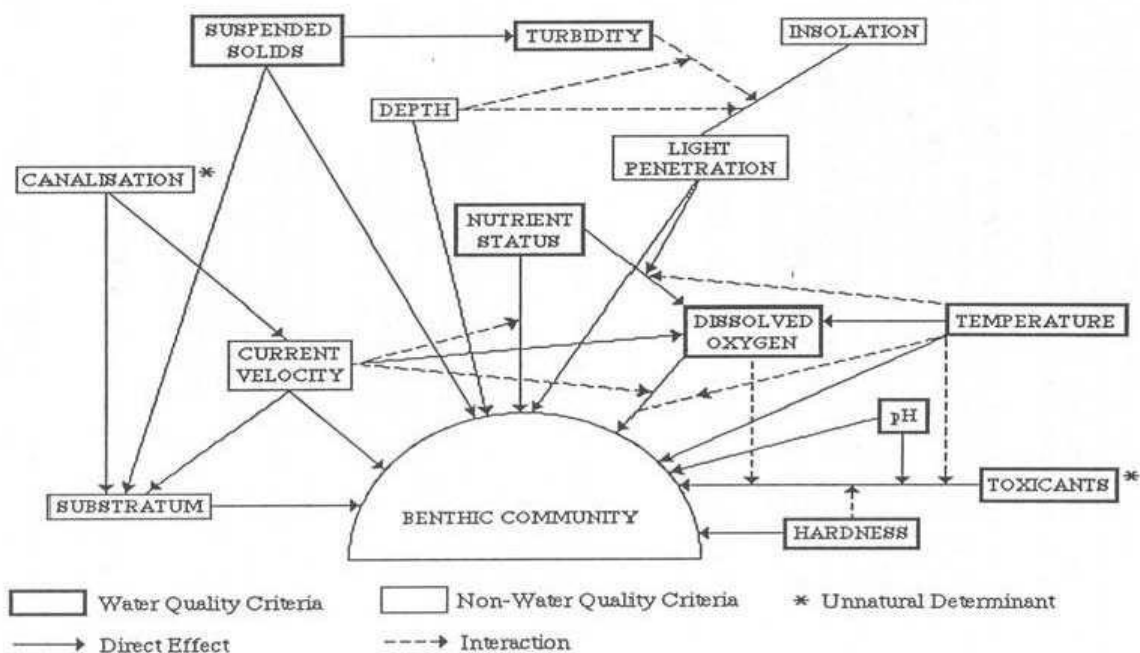 SUSPENDED
SOLIDS
TURBIDITY
INSOLATION
DEPTH
LIGHT
PENETRATION
CANALISATION *
NUTRIENT
STATUS
DISSOLVED
OXYGEN
TEMPERATURE
CURRENT
VELOCITY
pH
SUBSTRATUM
BENTHIC COMMUNITY
TOXICANTS *
HARDNESS
Water Quality Criteria
Non-Water Quality Criteria
* Unnatural Determinant
Direct Effect
Interaction